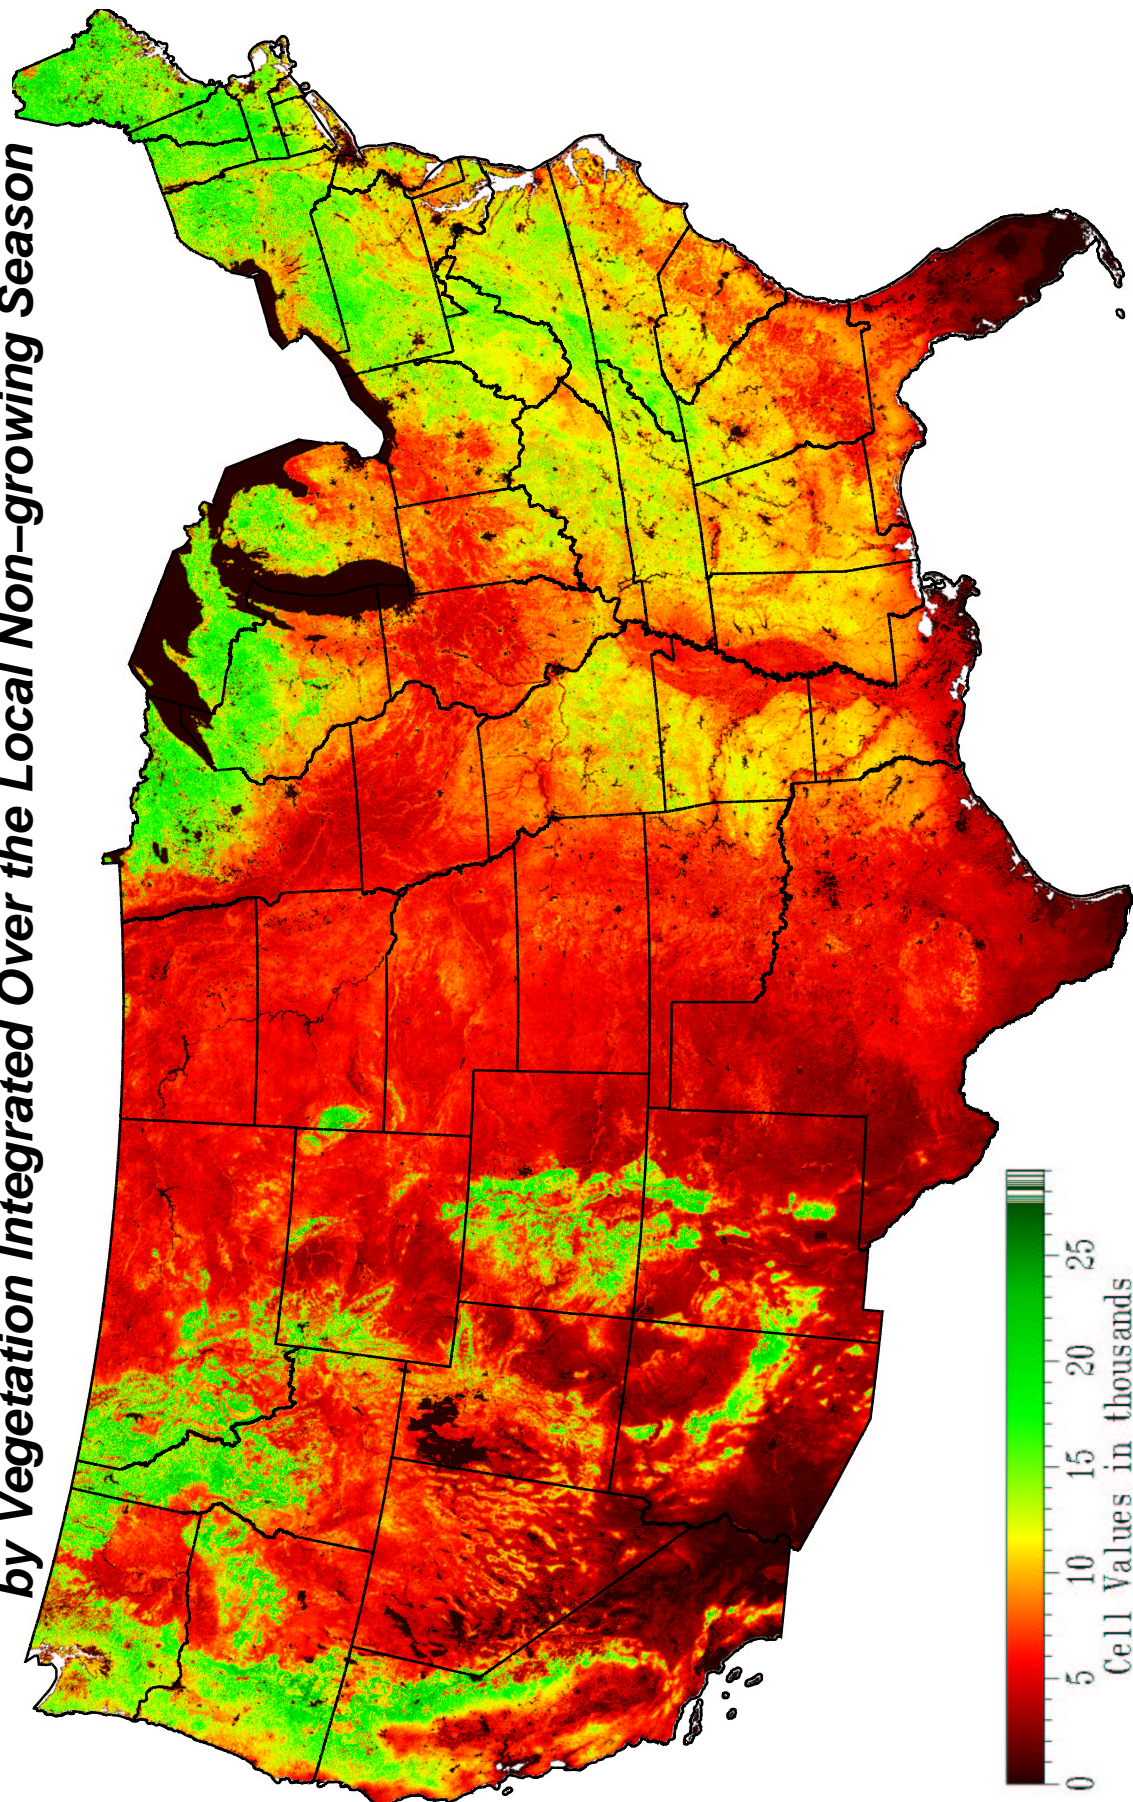 by Vegetation Integrated Over the Local Non−growing Season
0 5 10 15 20 25
Cell Values in thousands